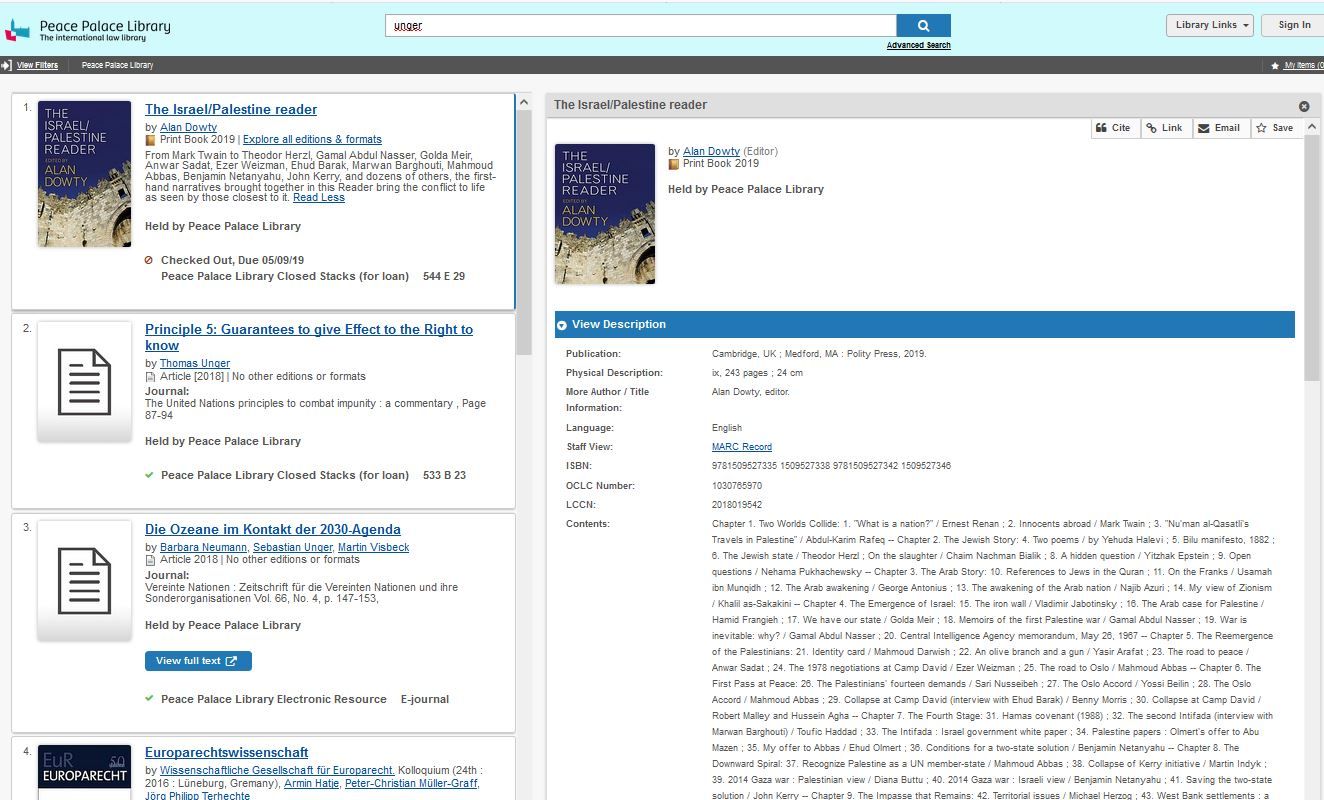 Peace Palace Library
The international law library
unger
Advanced Search
Library Links
Sign In
View Filters
Peace Palace Library
My Items (0
1.
THE
ISRAEL/
PALESTINE
READER
EDITED BY
ALAN
DOWTY
The Israel/Palestine reader
by Alan Dowty
Print Book 2019 | Explore all editions & formats
From Mark Twain to Theodor Herzl, Gamal Abdul Nasser, Golda Meir,
Anwar Sadat, Ezer Weizman, Ehud Barak, Marwan Barghouti, Mahmoud
Abbas, Benjamin Netanyahu, John Kerry, and dozens of others, the first-
hand narratives brought together in this Reader bring the conflict to life
as seen by those closest to it. Read Less
Held by Peace Palace Library
Checked Out, Due 05/09/19
Peace Palace Library Closed Stacks (for loan) 544 E 29
2.
Principle 5: Guarantees to give Effect to the Right to
know
by Thomas Unger
Article [2018] | No other editions or formats
Journal:
The United Nations principles to combat impunity : a commentary , Page
87-94
Held by Peace Palace Library
Peace Palace Library Closed Stacks (for loan) 533 B 23
3.
Die Ozeane im Kontakt der 2030-Agenda
by Barbara Neumann, Sebastian Unger, Martin Visbeck
Article 2018 | No other editions or formats
Journal:
Vereinte Nationen : Zeitschrift für die Vereinten Nationen und ihre
Sonderorganisationen Vol. 66, No. 4, p. 147-153,
Held by Peace Palace Library
View full text
Peace Palace Library Electronic Resource E-journal
4.
EuR
EUROPARECHT
Europarechtswissenschaft
by Wissenschaftliche Gesellschaft für Europarecht. Kolloquium (24th :
2016 : Lüneburg, Gremany), Armin Hatje, Peter-Christian Müller-Graff,
Jörg Philipp Terhechte
The Israel/Palestine reader
Cite
Link
Email
Save
THE
ISRAEL/
PALESTINE
READER
EDITED BY
ALAN
DOWTY
by Alan Dowty (Editor)
Print Book 2019
Held by Peace Palace Library
View Description
Publication: Cambridge, UK ; Medford, MA : Polity Press, 2019.
Physical Description: ix, 243 pages ; 24 cm
More Author / Title Alan Dowty, editor.
Information:
Language: English
Staff View: MARC Record
ISBN: 9781509527335 1509527338 9781509527342 1509527346
OCLC Number: 1030765970
LCCN: 2018019542
Contents: Chapter 1. Two Worlds Collide: 1. "What is a nation?" / Ernest Renan ; 2. Innocents abroad / Mark Twain ; 3. "Nu'man al-Qasatli's
Travels in Palestine" / Abdul-Karim Rafeq -- Chapter 2. The Jewish Story: 4. Two poems / by Yehuda Halevi ; 5. Bilu manifesto, 1882 ;
6. The Jewish state / Theodor Herzl ; On the slaughter / Chaim Nachman Bialik ; 8. A hidden question / Yitzhak Epstein ; 9. Open
questions / Nehama Pukhachewsky -- Chapter 3. The Arab Story: 10. References to Jews in the Quran ; 11. On the Franks / Usamah
ibn Munqidh ; 12. The Arab awakening / George Antonius ; 13. The awakening of the Arab nation / Najib Azuri ; 14. My view of Zionism
/ Khalil as-Sakakini -- Chapter 4. The Emergence of Israel: 15. The iron wall / Vladimir Jabotinsky ; 16. The Arab case for Palestine /
Hamid Frangieh ; 17. We have our state / Golda Meir ; 18. Memoirs of the first Palestine war / Gamal Abdul Nasser ; 19. War is
inevitable: why? / Gamal Abdul Nasser ; 20. Central Intelligence Agency memorandum, May 26, 1967 -- Chapter 5. The Reemergence
of the Palestinians: 21. Identity card / Mahmoud Darwish ; 22. An olive branch and a gun / Yasir Arafat ; 23. The road to peace /
Anwar Sadat ; 24. The 1978 negotiations at Camp David / Ezer Weizman ; 25. The road to Oslo / Mahmoud Abbas -- Chapter 6. The
First Pass at Peace: 26. The Palestinians' fourteen demands / Sari Nusseibeh ; 27. The Oslo Accord / Yossi Beilin ; 28. The Oslo
Accord / Mahmoud Abbas ; 29. Collapse at Camp David (interview with Ehud Barak) / Benny Morris ; 30. Collapse at Camp David /
Robert Malley and Hussein Agha -- Chapter 7. The Fourth Stage: 31. Hamas covenant (1988) ; 32. The second Intifada (interview with
Marwan Barghouti) / Toufic Haddad ; 33. The Intifada : Israel government white paper ; 34. Palestine papers : Olmert's offer to Abu
Mazen ; 35. My offer to Abbas / Ehud Olmert ; 36. Conditions for a two-state solution / Benjamin Netanyahu -- Chapter 8. The
Downward Spiral: 37. Recognize Palestine as a UN member-state / Mahmoud Abbas ; 38. Collapse of Kerry initiative / Martin Indyk ;
39. 2014 Gaza war : Palestinian view / Diana Buttu ; 40. 2014 Gaza war : Israeli view / Benjamin Netanyahu ; 41. Saving the two-state
solution / John Kerry -- Chapter 9. The Impasse that Remains: 42. Territorial issues / Michael Herzog ; 43. West Bank settlements : a